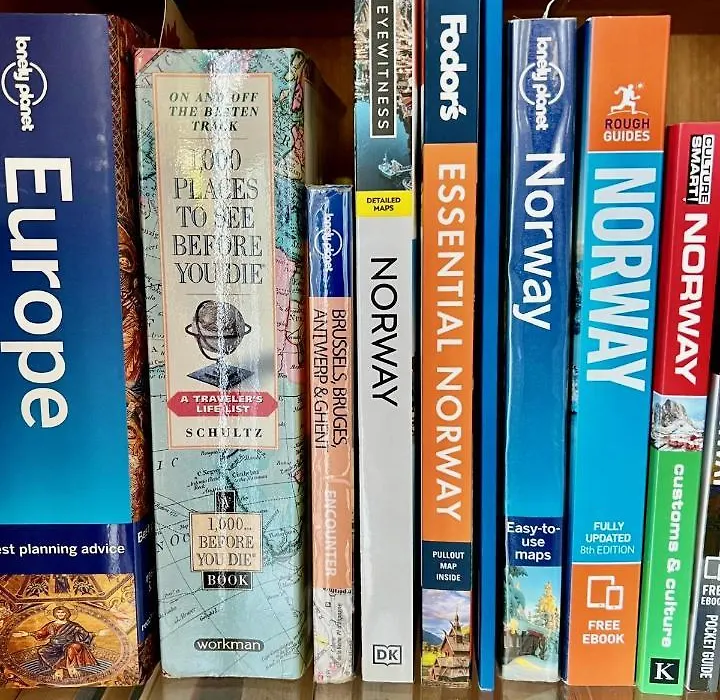 lonely planet
Europe
est planning advice
ON AND OFF
THE BEATEN
TRACK
1,000
PLACES
TO SEE
BEFORE
YOU DIE
A TRAVELER'S
LIFE LIST
SCHULTZ
A
1,000...
BEFORE
YOU DIE®
BOOK
workman
lonely planet
BRUSSELS, BRUGES,
ANTWERP & GHENT
ENCOUNTER
EYEWITNESS
DETAILED
MAPS
NORWAY
DK
Fodor's
ESSENTIAL NORWAY
PULLOUT
MAP
INSIDE
lonely planet
Norway
Easy-to-
use
maps
ROUGH
GUIDES
NORWAY
FULLY
UPDATED
8th EDITION
FREE
EBOOK
CULTURE
SMART!
NORWAY
customs & culture
K
FREE
POCKET GUIDE